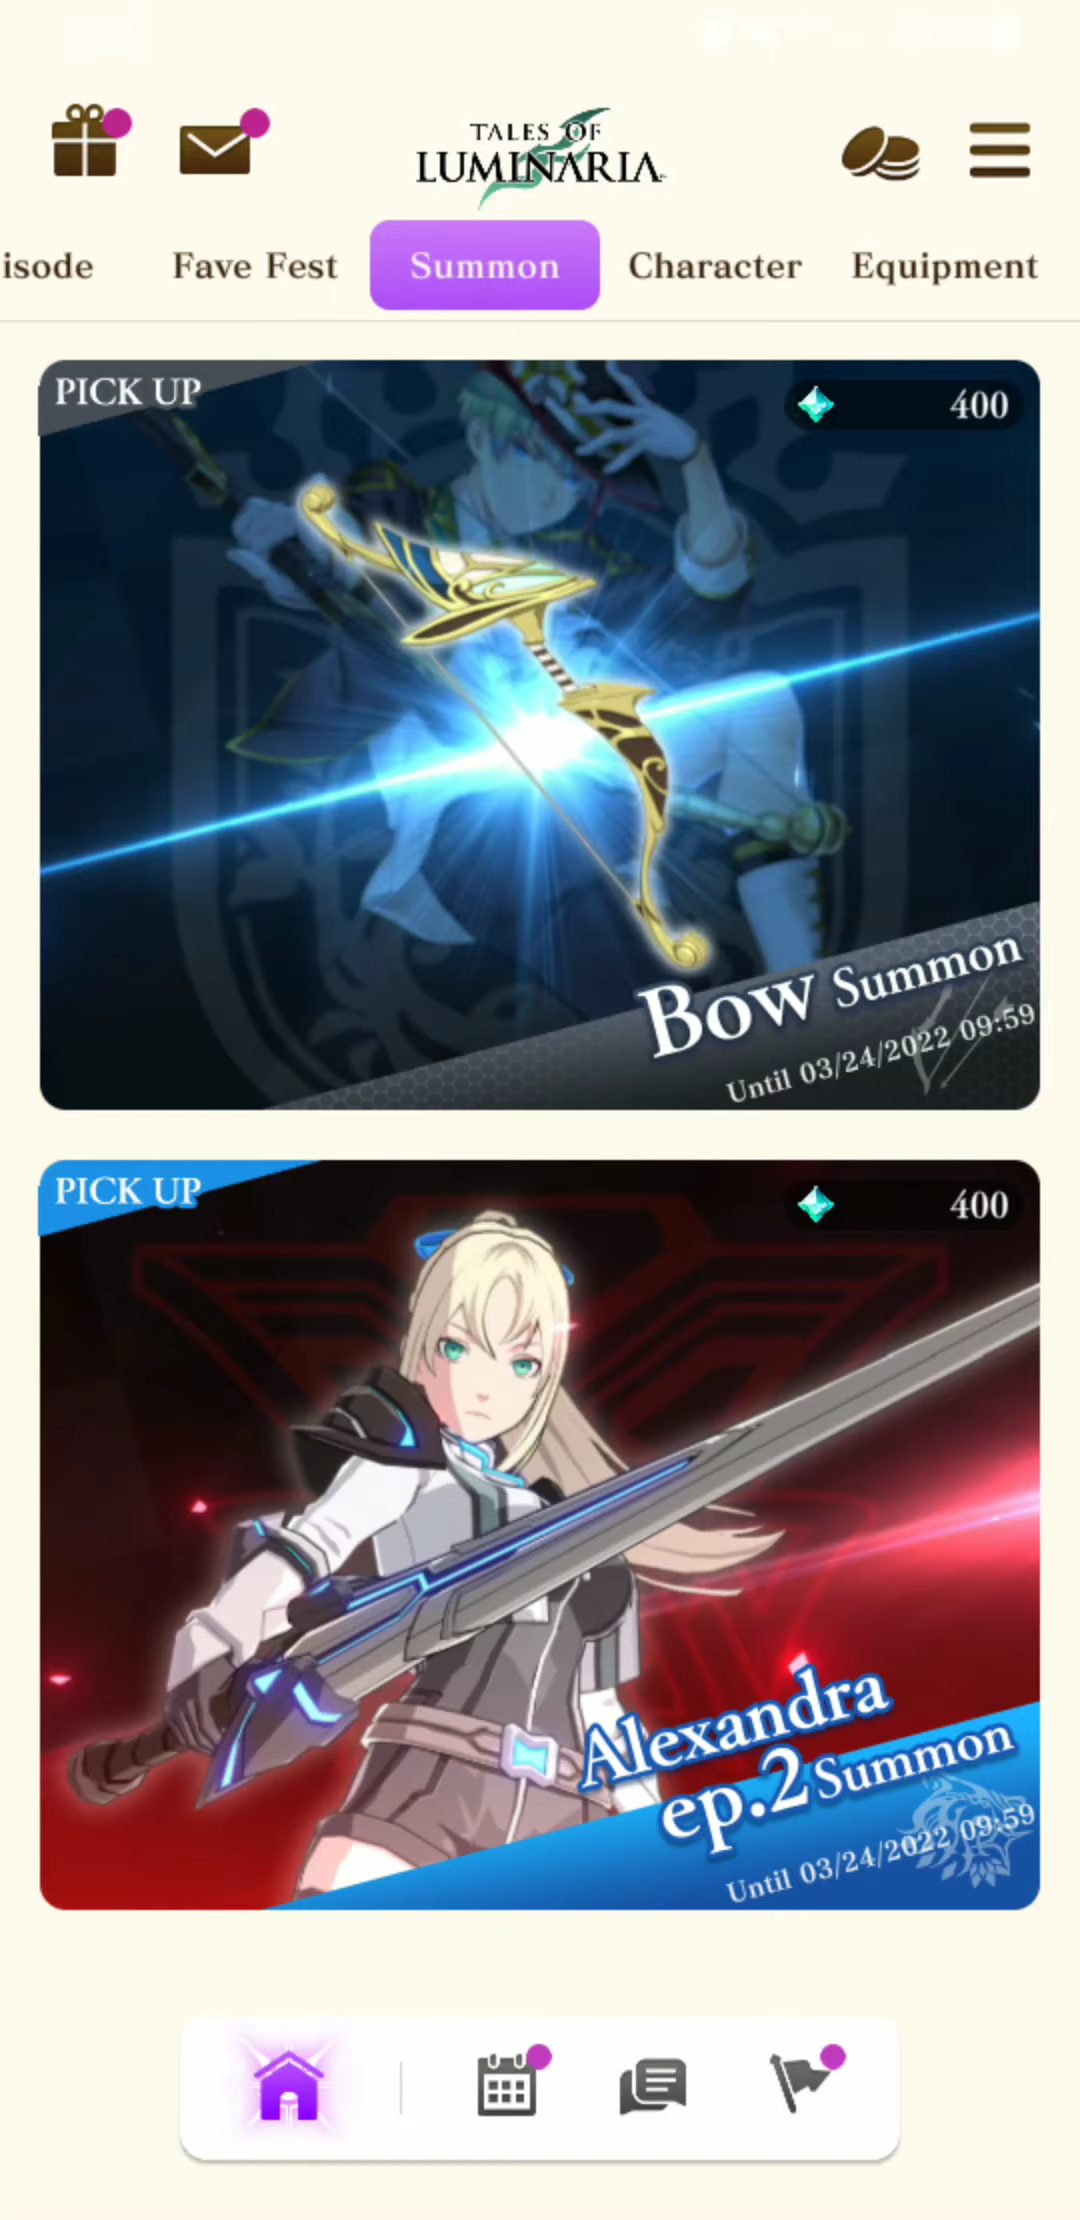 TALES OF
LUMINARIA
isode Fave Fest Summon Character Equipment
PICK UP
400
Bow Summon
Until 03/24/2022 09:59
PICK UP
400
Alexandra
ep.2 Summon
Until 03/24/2022 09:59